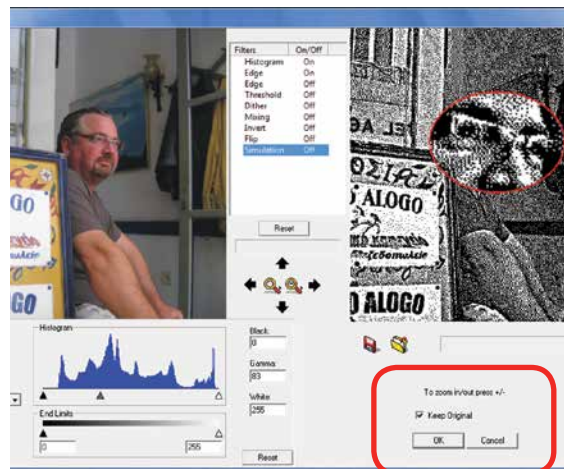 Filters On/Off
Histogram On
Edge On
Edge Off
Threshold Off
Dither Off
Mixing Off
Invert Off
Flip Off
Simulation Off
Reset
GO
GO
ALOGO
ALOGO
Histogram
Black:
0
Gamma:
83
White
255
End Limits
0
255
Reset
To zoom in/out press +/-
Keep Original
OK Cancel